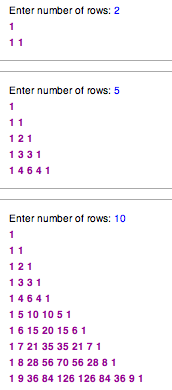 Enter number of rows: 2
1
1 1
Enter number of rows: 5
1
1 1
1 2 1
1 3 3 1
1 4 6 4 1
Enter number of rows: 10
1
1 1
1 2 1
1 3 3 1
1 4 6 4 1
1 5 10 10 5 1
1 6 15 20 15 6 1
1 7 21 35 35 21 7 1
1 8 28 56 70 56 28 8 1
1 9 36 84 126 126 84 36 9 1